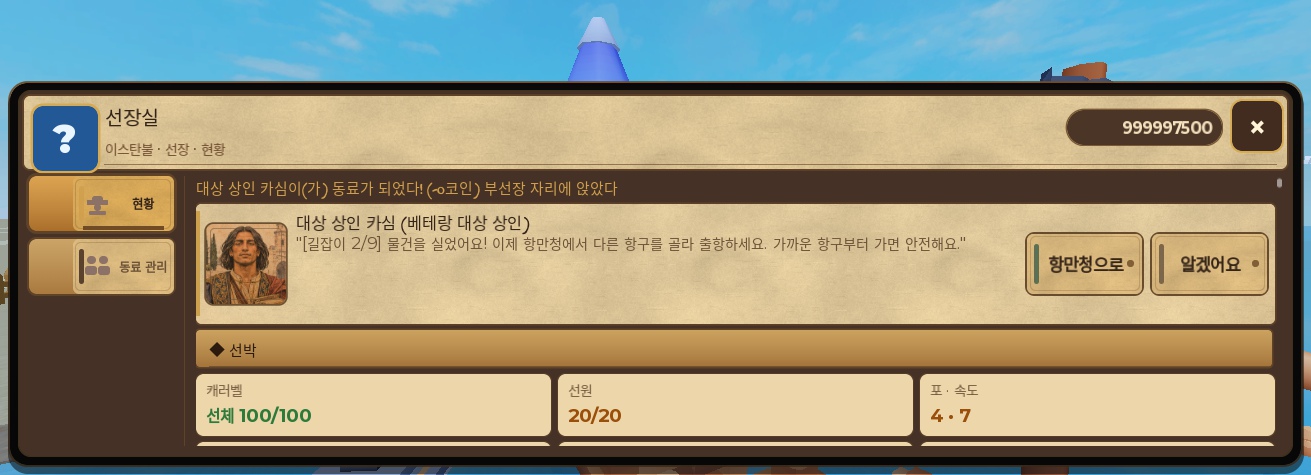 ?
선장실
이스탄불 · 선장 · 현황
999997500
×
현황
동료 관리
대상 상인 카심이(가) 동료가 되었다! (-0코인) 부선장 자리에 앉았다
대상 상인 카심 (베테랑 대상 상인)
"[길잡이 2/9] 물건을 실었어요! 이제 항만청에서 다른 항구를 골라 출항하세요. 가까운 항구부터 가면 안전해요."
항만청으로
알겠어요
◆ 선박
캐러벨
선체 100/100
선원
20/20
포 · 속도
4 · 7